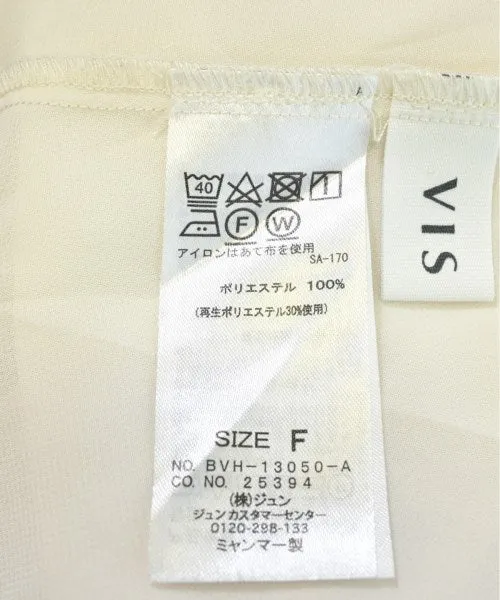 40
F
W
アイロンはあて布を使用
SA-170
ポリエステル 100%
(再生ポリエステル30%使用)
SIZE F
NO. BVH-13050-A
CO. NO. 25394
(株)ジュン
ジュンカスタマーセンター
0120-298-133
ミャンマー製
VIS